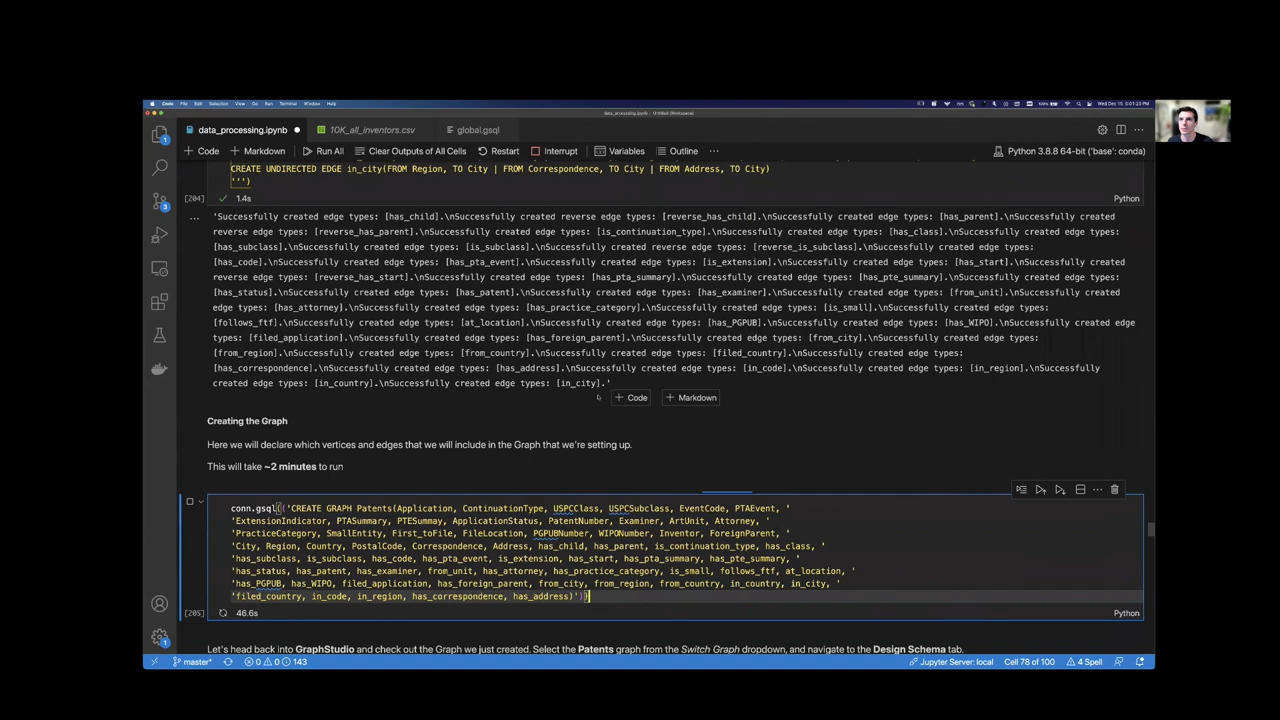 Code File Edit Selection View Go Run Terminal Window Help
Wed Dec 15
data_processing.ipynb — Untitled (Workspace)
data_processing.ipynb 10K_all_inventors.csv global.gsql
+ Code + Markdown Run All Clear Outputs of All Cells Restart Interrupt Variables Outline ... Python 3.8.8 64-bit ('base': conda)
CREATE UNDIRECTED EDGE in_city(FROM Region, TO City | FROM Correspondence, TO City | FROM Address, TO City)
''')
[204] 1.4s Python
... 'Successfully created edge types: [has_child].\nSuccessfully created reverse edge types: [reverse_has_child].\nSuccessfully created edge types: [has_parent].\nSuccessfully created
reverse edge types: [reverse_has_parent].\nSuccessfully created edge types: [is_continuation_type].\nSuccessfully created edge types: [has_class].\nSuccessfully created edge types:
[has_subclass].\nSuccessfully created edge types: [is_subclass].\nSuccessfully created reverse edge types: [reverse_is_subclass].\nSuccessfully created edge types:
[has_code].\nSuccessfully created edge types: [has_pta_event].\nSuccessfully created edge types: [is_extension].\nSuccessfully created edge types: [has_start].\nSuccessfully created
reverse edge types: [reverse_has_start].\nSuccessfully created edge types: [has_pta_summary].\nSuccessfully created edge types: [has_pte_summary].\nSuccessfully created edge types:
[has_status].\nSuccessfully created edge types: [has_patent].\nSuccessfully created edge types: [has_examiner].\nSuccessfully created edge types: [from_unit].\nSuccessfully created edge types:
[has_attorney].\nSuccessfully created edge types: [has_practice_category].\nSuccessfully created edge types: [is_small].\nSuccessfully created edge types:
[follows_ftf].\nSuccessfully created edge types: [at_location].\nSuccessfully created edge types: [has_PGPUB].\nSuccessfully created edge types: [has_WIPO].\nSuccessfully created edge
types: [filed_application].\nSuccessfully created edge types: [has_foreign_parent].\nSuccessfully created edge types: [from_city].\nSuccessfully created edge types:
[from_region].\nSuccessfully created edge types: [from_country].\nSuccessfully created edge types: [filed_country].\nSuccessfully created edge types:
[has_correspondence].\nSuccessfully created edge types: [has_address].\nSuccessfully created edge types: [in_code].\nSuccessfully created edge types: [in_region].\nSuccessfully
created edge types: [in_country].\nSuccessfully created edge types: [in_city].'
+ Code + Markdown
Creating the Graph
Here we will declare which vertices and edges that we will include in the Graph that we're setting up.
This will take ~2 minutes to run
conn.gsql(('CREATE GRAPH Patents(Application, ContinuationType, USPCClass, USPCSubclass, EventCode, PTAEvent, '
'ExtensionIndicator, PTASummary, PTESummay, ApplicationStatus, PatentNumber, Examiner, ArtUnit, Attorney, '
'PracticeCategory, SmallEntity, First_toFile, FileLocation, PGPUBNumber, WIPONumber, Inventor, ForeignParent, '
'City, Region, Country, PostalCode, Correspondence, Address, has_child, has_parent, is_continuation_type, has_class, '
'has_subclass, is_subclass, has_code, has_pta_event, is_extension, has_start, has_pta_summary, has_pte_summary, '
'has_status, has_patent, has_examiner, from_unit, has_attorney, has_practice_category, is_small, follows_ftf, at_location, '
'has_PGPUB, has_WIPO, filed_application, has_foreign_parent, from_city, from_region, from_country, in_country, in_city, '
'filed_country, in_code, in_region, has_correspondence, has_address)'))
[205] 46.6s Python
Let's head back into GraphStudio and check out the Graph we just created. Select the Patents graph from the Switch Graph dropdown, and navigate to the Design Schema tab.
master* 0 0 143 Jupyter Server: local Cell 78 of 100 4 Spell